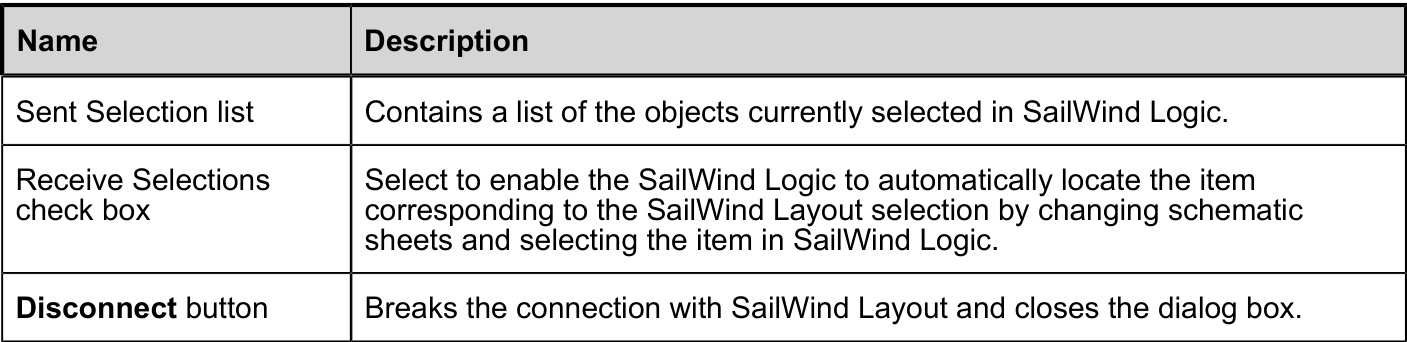 Name Description
Sent Selection list Contains a list of the objects currently selected in SailWind Logic.
Receive Selections Select to enable the SailWind Logic to automatically locate the item
check box corresponding to the SailWind Layout selection by changing schematic
sheets and selecting the item in SailWind Logic.
Disconnect button Breaks the connection with SailWind Layout and closes the dialog box.